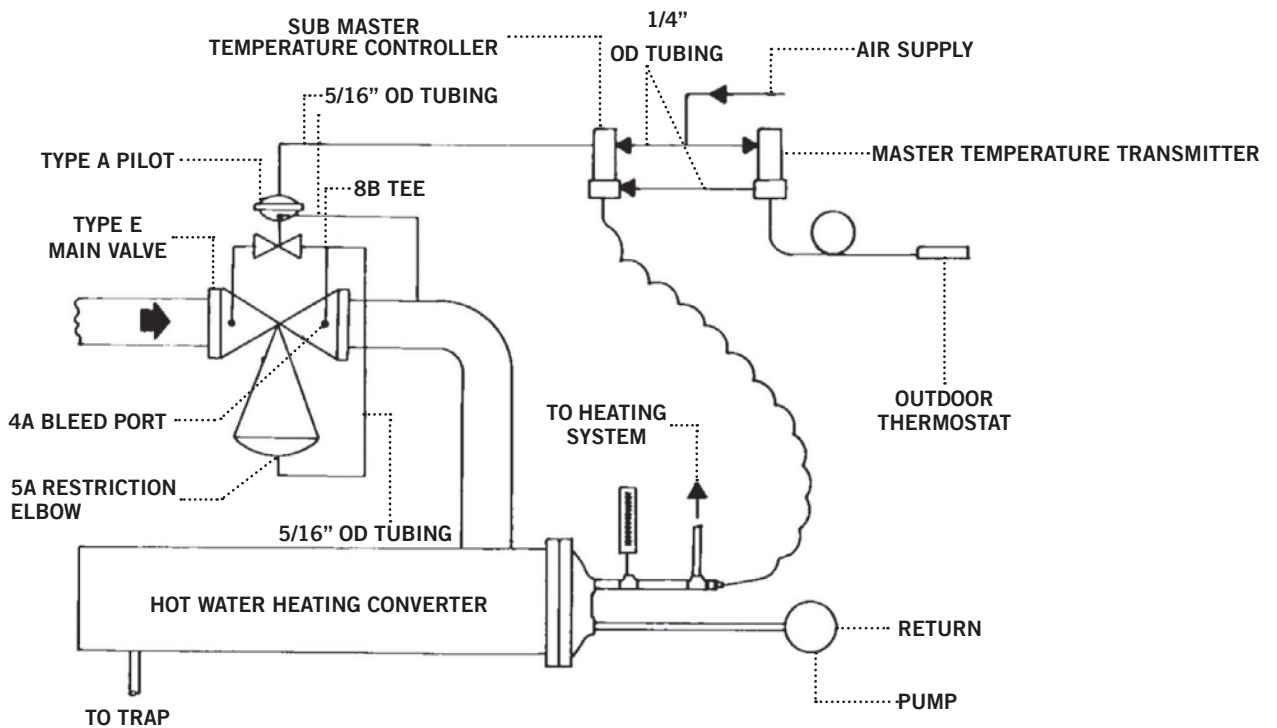 SUB MASTER
TEMPERATURE CONTROLLER
1/4”
OD TUBING
AIR SUPPLY
5/16” OD TUBING
TYPE A PILOT
8B TEE
MASTER TEMPERATURE TRANSMITTER
TYPE E
MAIN VALVE
4A BLEED PORT
TO HEATING
SYSTEM
OUTDOOR
THERMOSTAT
5A RESTRICTION
ELBOW
5/16” OD TUBING
HOT WATER HEATING CONVERTER
RETURN
PUMP
TO TRAP